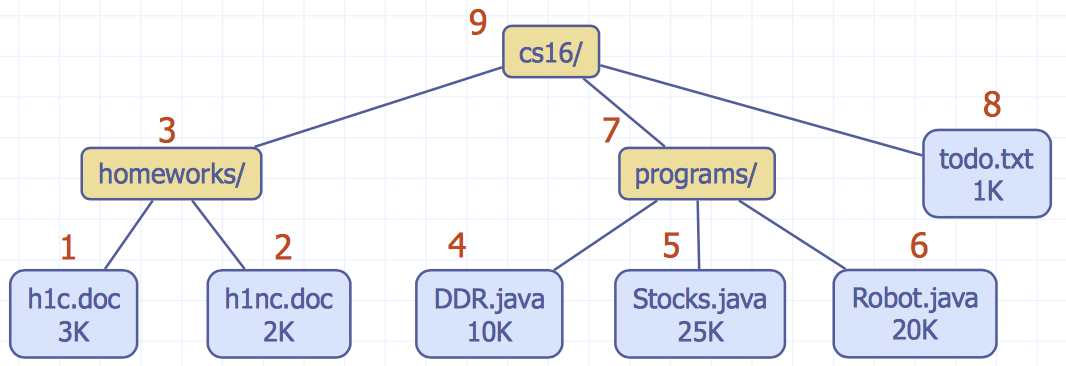 9
cs16/
8
3
7
todo.txt
1K
homeworks/
programs/
1
2
4
5
6
h1c.doc
3K
h1nc.doc
2K
DDR.java
10K
Stocks.java
25K
Robot.java
20K